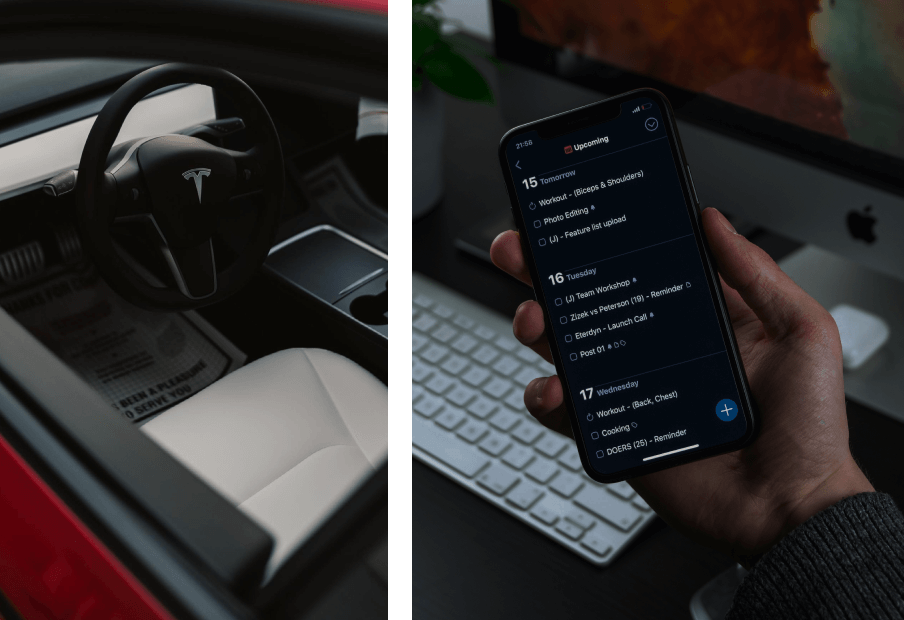 BEEN A PLEASURE
TO SERVE YOU
21:58
Upcoming
15 Tomorrow
Workout - (Biceps & Shoulders)
Photo Editing
(J) - Feature list upload
16 Tuesday
(J) Team Workshop
Zizek vs Peterson (19) - Reminder
Eterdyn - Launch Call
Post 01
17 Wednesday
Workout - (Back, Chest)
Cooking
DOERS (25) - Reminder